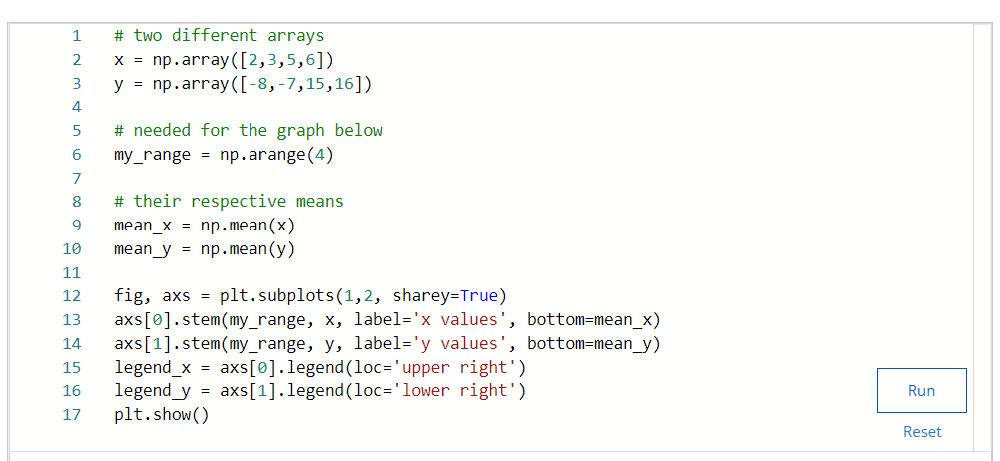 1 # two different arrays
2 x = np.array([2,3,5,6])
3 y = np.array([-8,-7,15,16])
4
5 # needed for the graph below
6 my_range = np.arange(4)
7
8 # their respective means
9 mean_x = np.mean(x)
10 mean_y = np.mean(y)
11
12 fig, axs = plt.subplots(1,2, sharey=True)
13 axs[0].stem(my_range, x, label='x values', bottom=mean_x)
14 axs[1].stem(my_range, y, label='y values', bottom=mean_y)
15 legend_x = axs[0].legend(loc='upper right')
16 legend_y = axs[1].legend(loc='lower right')
17 plt.show()
Run
Reset